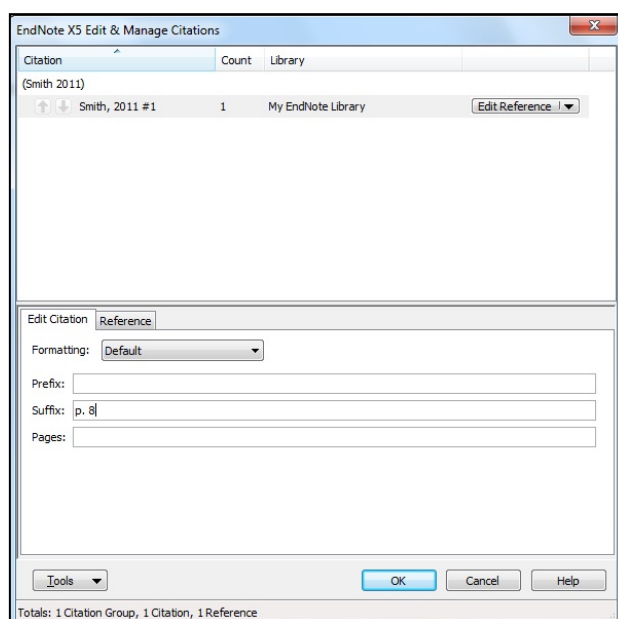 EndNote X5 Edit & Manage Citations
Citation Count Library
(Smith 2011)
Smith, 2011 #1 1 My EndNote Library Edit Reference
Edit Citation Reference
Formatting: Default
Prefix:
Suffix: p. 8
Pages:
Tools OK Cancel Help
Totals: 1 Citation Group, 1 Citation, 1 Reference